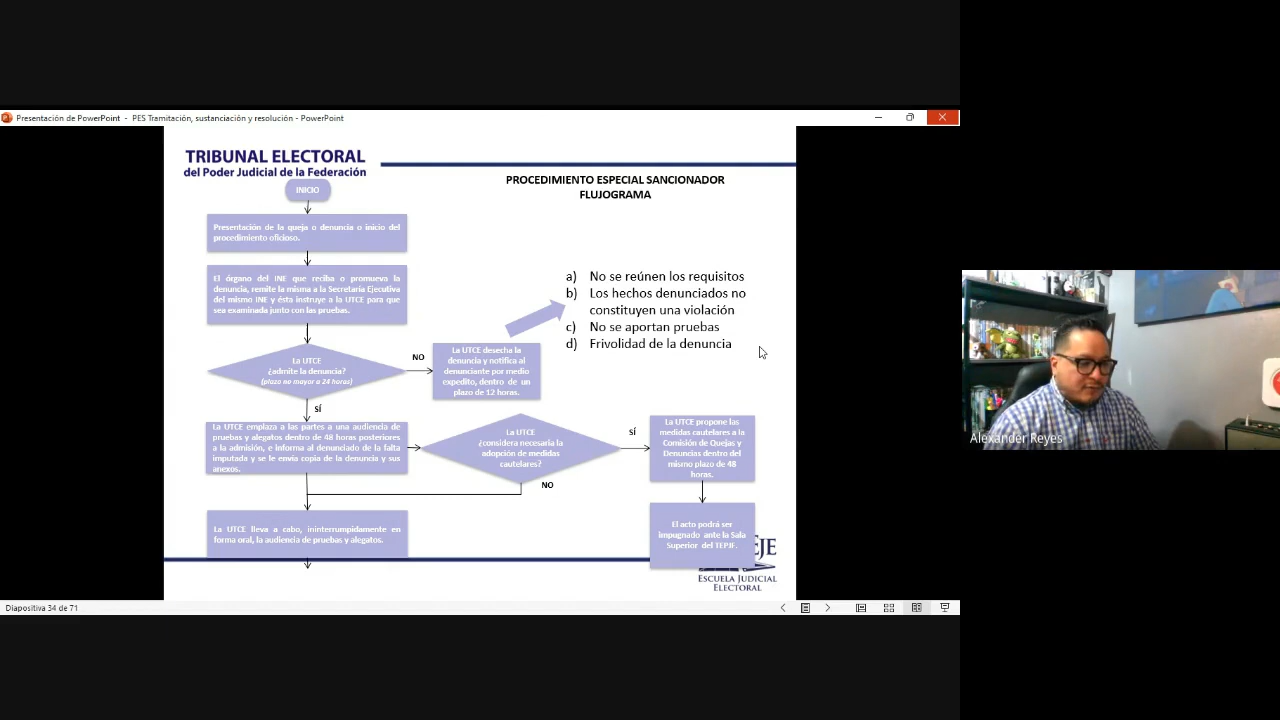 Presentación de PowerPoint - PES Tramitación, sustanciación y resolución - PowerPoint
TRIBUNAL ELECTORAL
del Poder Judicial de la Federación
PROCEDIMIENTO ESPECIAL SANCIONADOR
FLUJOGRAMA
INICIO
Presentación de la queja o denuncia o inicio del
procedimiento oficioso.
El órgano del INE que reciba o promueva la
denuncia, remite la misma a la Secretaría Ejecutiva
del mismo INE y ésta instruye a la UTCE para que
sea examinada junto con las pruebas.
a) No se reúnen los requisitos
b) Los hechos denunciados no
constituyen una violación
c) No se aportan pruebas
d) Frivolidad de la denuncia
La UTCE
¿admite la denuncia?
(plazo no mayor a 24 horas)
NO
La UTCE desecha la
denuncia y notifica al
denunciante por medio
expedito, dentro de un
plazo de 12 horas.
SÍ
La UTCE emplaza a las partes a una audiencia de
pruebas y alegatos dentro de 48 horas posteriores
a la admisión, e informa al denunciado de la falta
imputada y se le envía copia de la denuncia y sus
anexos.
La UTCE
¿considera necesaria la
adopción de medidas
cautelares?
SÍ
La UTCE propone las
medidas cautelares a la
Comisión de Quejas y
Denuncias dentro del
mismo plazo de 48
horas.
NO
La UTCE lleva a cabo, ininterrumpidamente en
forma oral, la audiencia de pruebas y alegatos.
El acto podrá ser
impugnado ante la Sala
Superior del TEPJF.
EJE
ESCUELA JUDICIAL
ELECTORAL
Diapositiva 34 de 71
Alexander Reyes